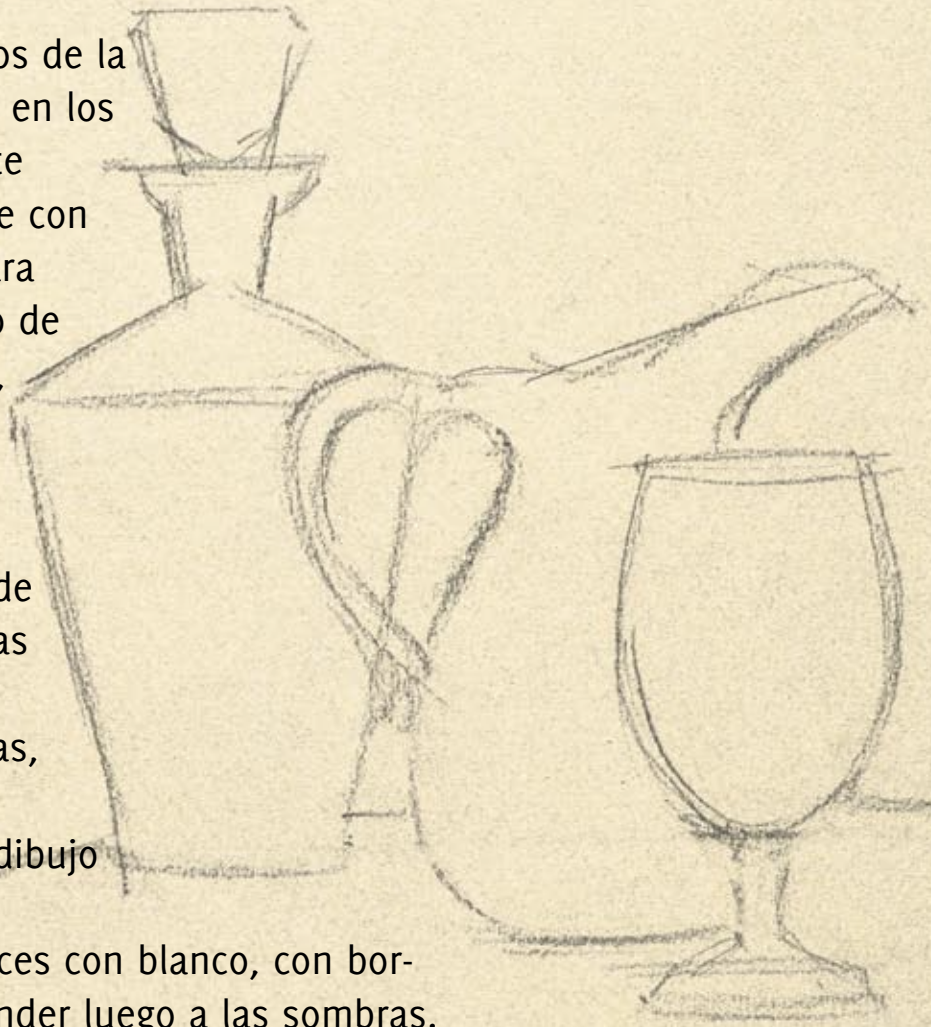 os de la
en los
te
e con
ra
o de
,
de
as
as,
dibujo
ces con blanco, con bor-
nder luego a las sombras.